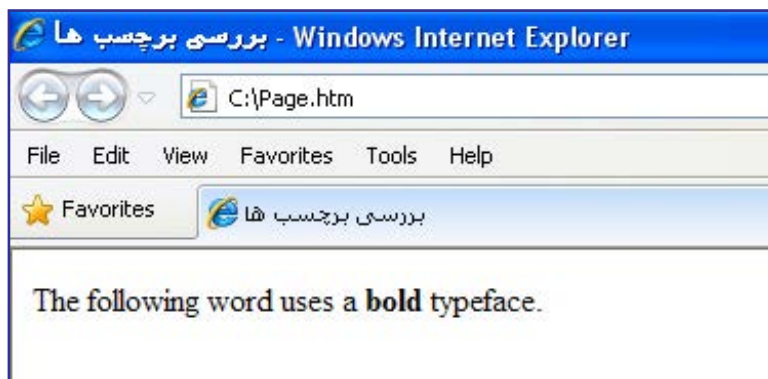 بررسی برچسب ها - Windows Internet Explorer
C:\Page.htm
File Edit View Favorites Tools Help
Favorites بررسی برچسب ها
The following word uses a bold typeface.